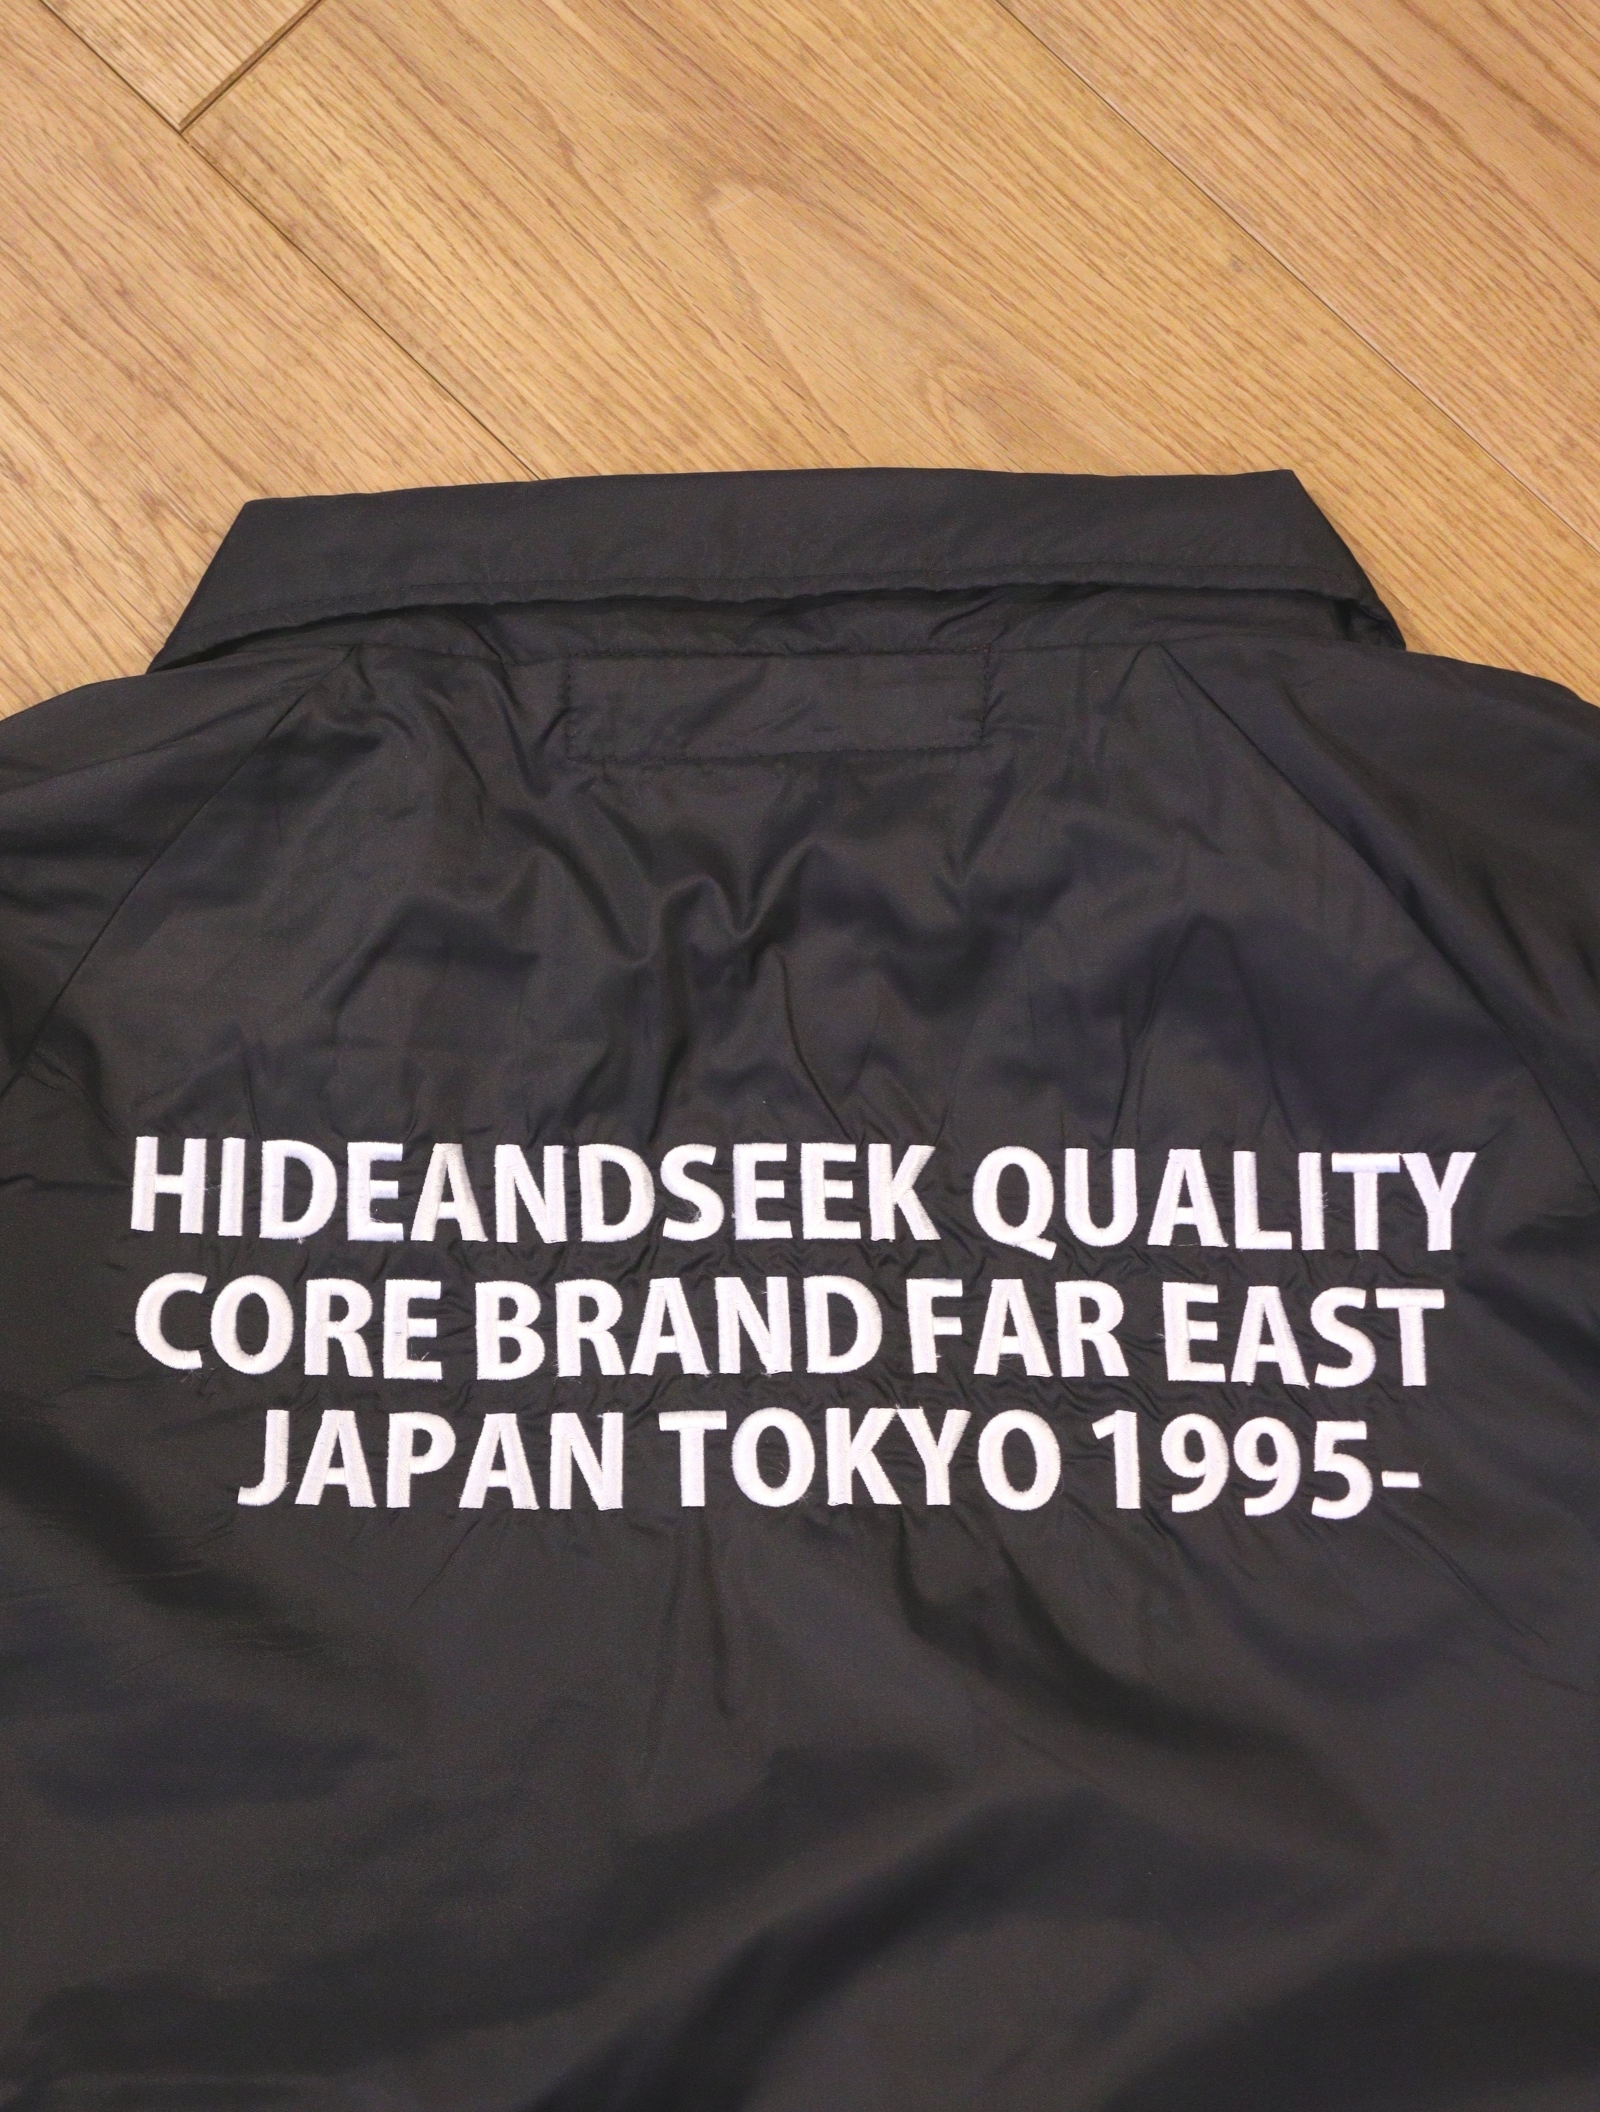 HIDEANDSEEK QUALITY
CORE BRAND FAR EAST
JAPAN TOKYO 1995-